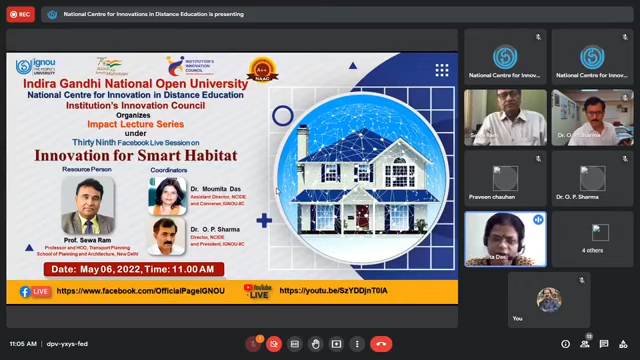 REC
National Centre for Innovations in Distance Education is presenting
ignou
THE PEOPLE'S
UNIVERSITY
INSTITUTION'S
INNOVATION
COUNCIL
NAAC
Indira Gandhi National Open University
National Centre for Innovation in Distance Education
Institution's Innovation Council
Organizes
Impact Lecture Series
under
Thirty Ninth Facebook Live Session on
Innovation for Smart Habitat
Resource Person
Coordinators
Dr. Moumita Das
Assistant Director, NCIDE
and Convener, IGNOU-IIC
Dr. O. P. Sharma
Director, NCIDE
and President, IGNOU-IIC
Prof. Sewa Ram
Professor and HOD, Transport Planning
School of Planning and Architecture, New Delhi
Date: May 06, 2022, Time: 11.00 AM
LIVE
https://www.facebook.com/OfficialPageIGNOU
YouTube
LIVE
https://youtu.be/SzYDDjnT0IA
National Centre for Innov...
National Centre for Innov...
Sewa Ram
Dr. O. P. Sharma
Praveen chauhan
Dr. O. P. Sharma
Das
4 others
You
11:05 AM
dpv-yxys-fed